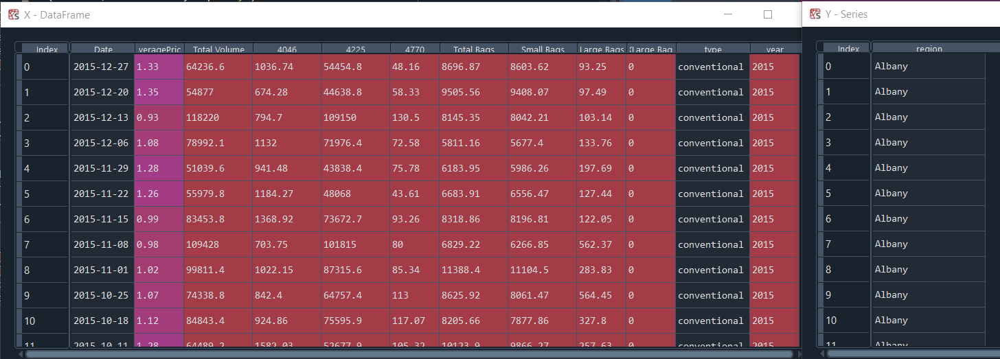 X - DataFrame
Y - Series
Index Date veragePric Total Volume 4046 4225 4770 Total Bags Small Bags Large Bags XLarge Bag type year
Index region
0 2015-12-27 1.33 64236.6 1036.74 54454.8 48.16 8696.87 8603.62 93.25 0 conventional 2015
0 Albany
1 2015-12-20 1.35 54877 674.28 44638.8 58.33 9505.56 9408.07 97.49 0 conventional 2015
1 Albany
2 2015-12-13 0.93 118220 794.7 109150 130.5 8145.35 8042.21 103.14 0 conventional 2015
2 Albany
3 2015-12-06 1.08 78992.1 1132 71976.4 72.58 5811.16 5677.4 133.76 0 conventional 2015
3 Albany
4 2015-11-29 1.28 51039.6 941.48 43838.4 75.78 6183.95 5986.26 197.69 0 conventional 2015
4 Albany
5 2015-11-22 1.26 55979.8 1184.27 48068 43.61 6683.91 6556.47 127.44 0 conventional 2015
5 Albany
6 2015-11-15 0.99 83453.8 1368.92 73672.7 93.26 8318.86 8196.81 122.05 0 conventional 2015
6 Albany
7 2015-11-08 0.98 109428 703.75 101815 80 6829.22 6266.85 562.37 0 conventional 2015
7 Albany
8 2015-11-01 1.02 99811.4 1022.15 87315.6 85.34 11388.4 11104.5 283.83 0 conventional 2015
8 Albany
9 2015-10-25 1.07 74338.8 842.4 64757.4 113 8625.92 8061.47 564.45 0 conventional 2015
9 Albany
10 2015-10-18 1.12 84843.4 924.86 75595.9 117.07 8205.66 7877.86 327.8 0 conventional 2015
10 Albany
11 2015-10-11 1.28 64489.2 1582.03 52677.9 105.32 10123.9 9866.27 257.63 0 conventional 2015
11 Albany